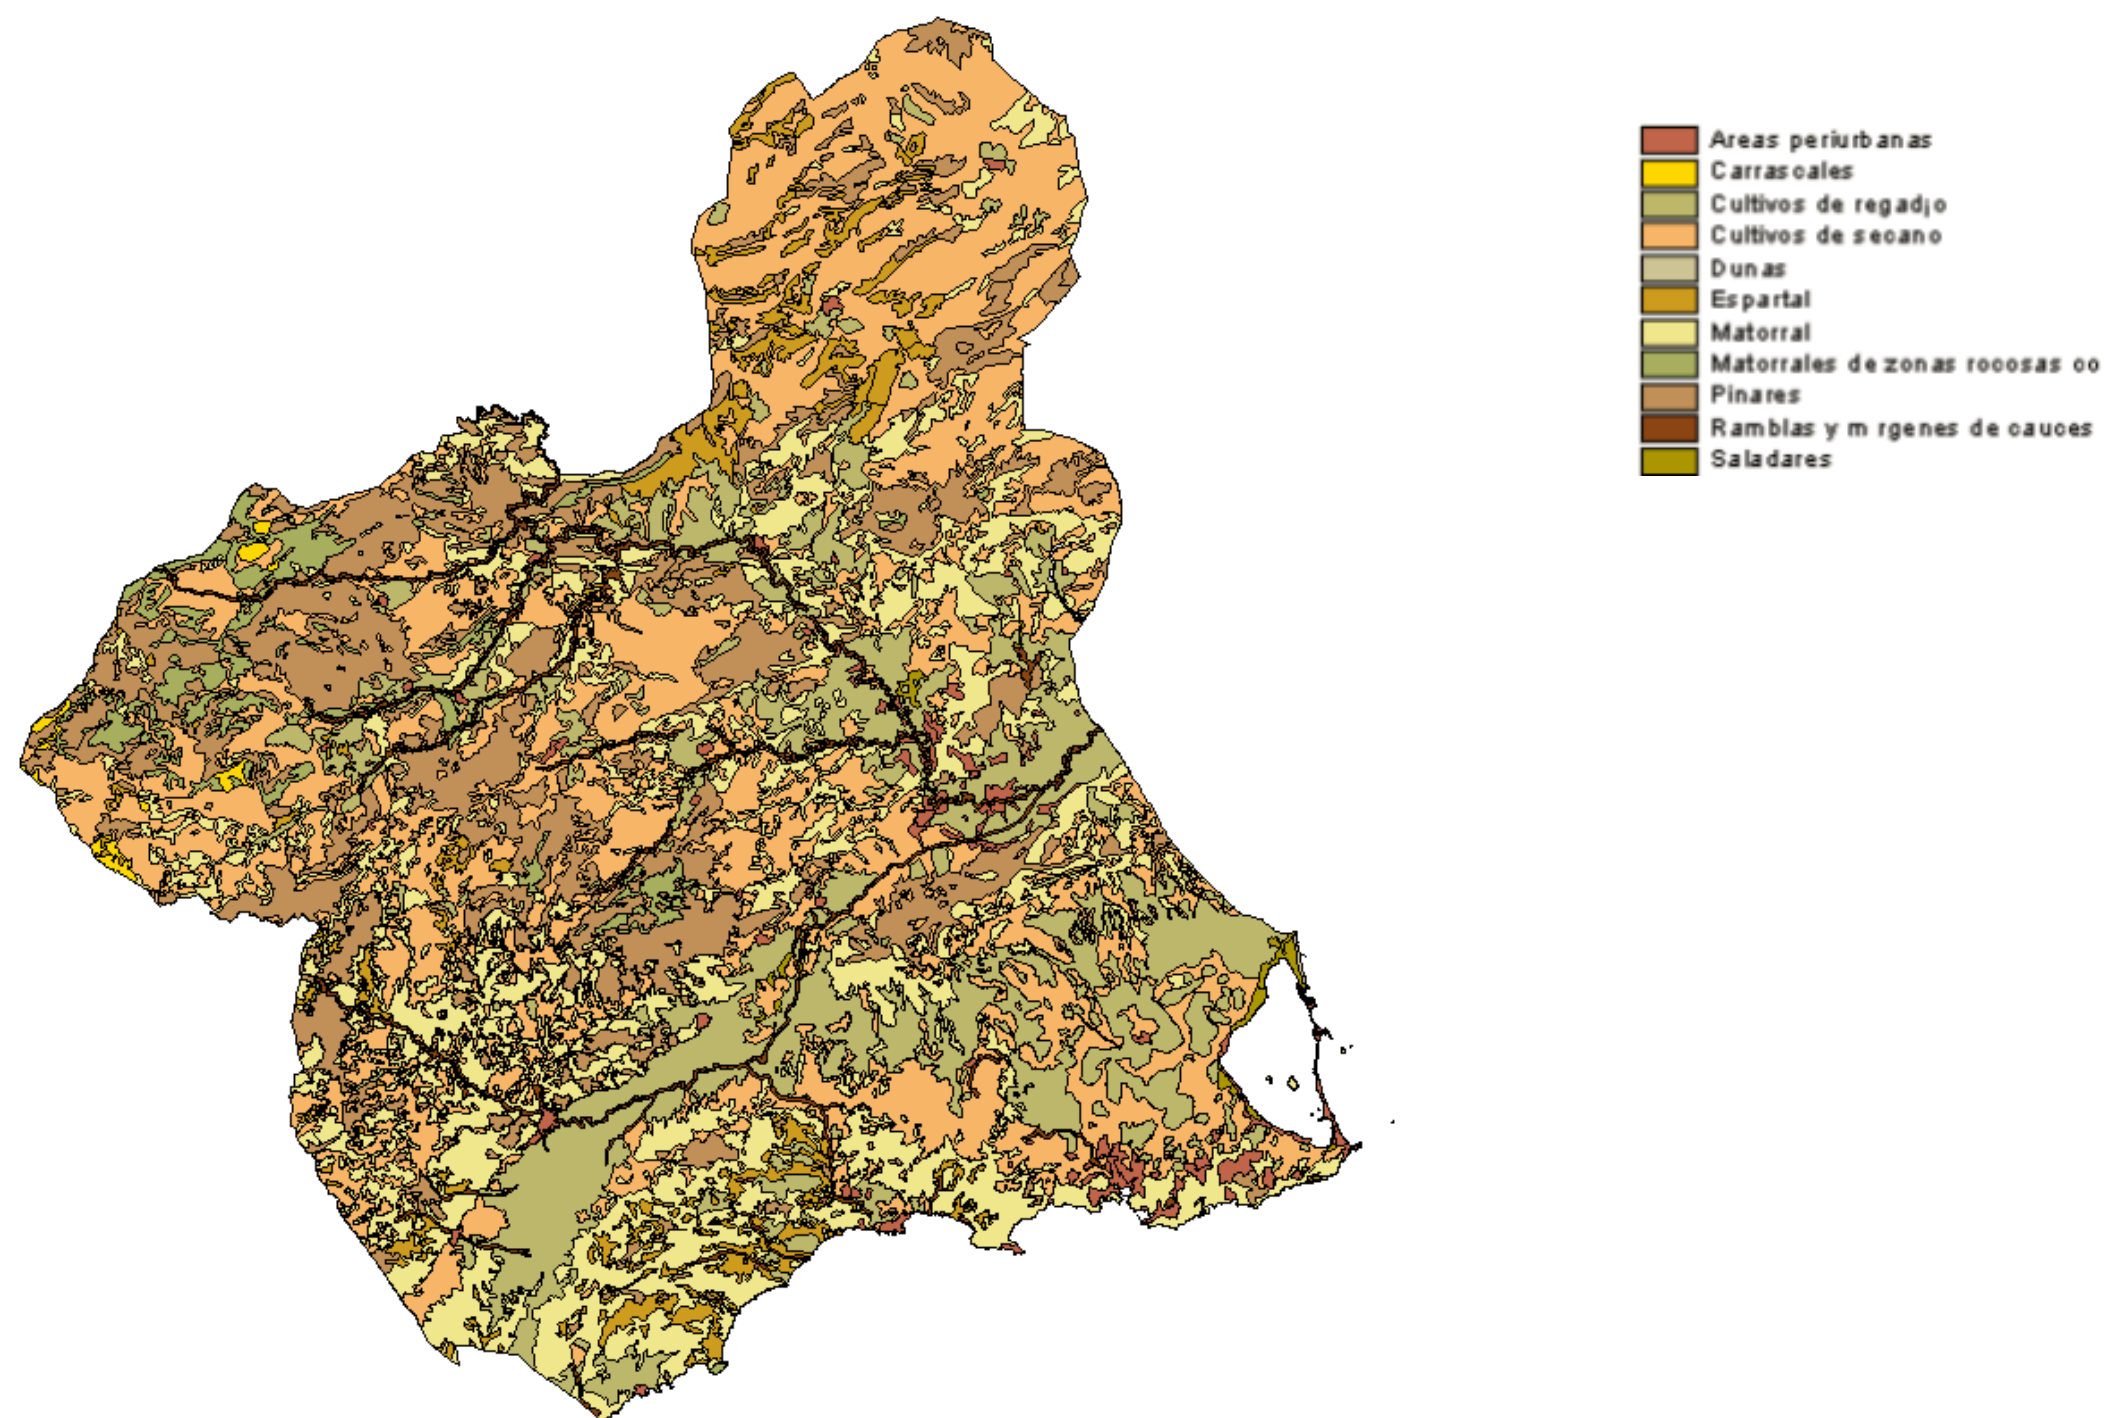 Areas periurbanas
Carrascales
Cultivos de regad¡o
Cultivos de secano
Dunas
Espartal
Matorral
Matorrales de zonas rocosas co
Pinares
Ramblas y m rgenes de cauces
Saladares